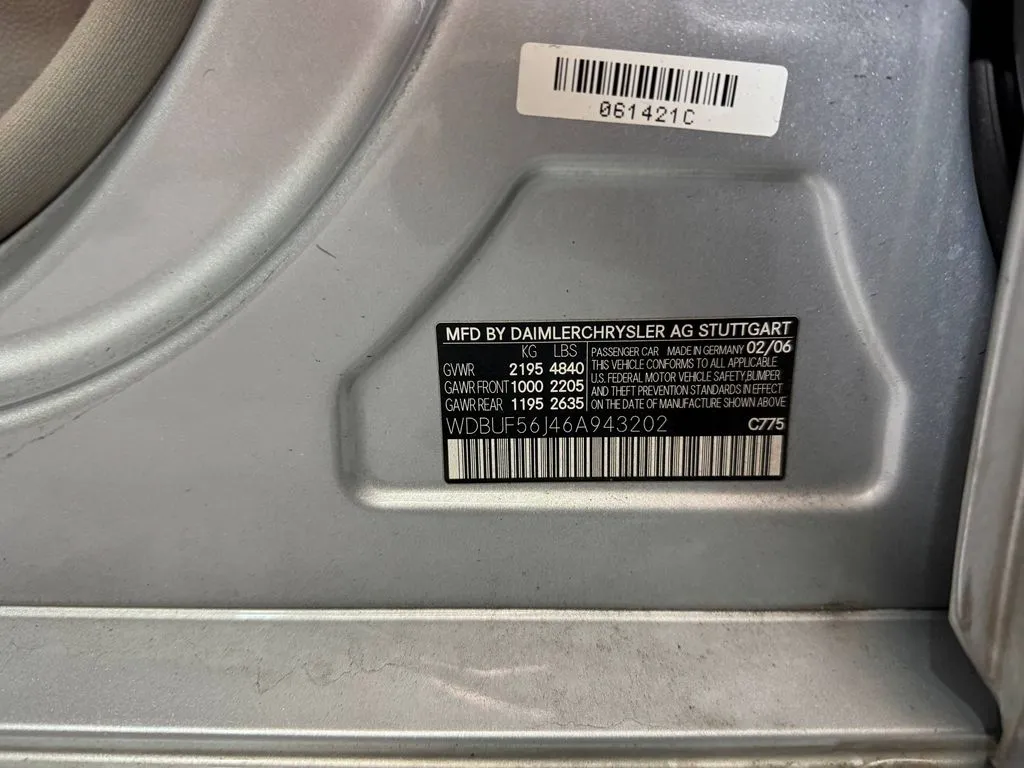 061421C
MFD BY DAIMLERCHRYSLER AG STUTTGART
KG LBS
GVWR 2195 4840
GAWR FRONT 1000 2205
GAWR REAR 1195 2635
PASSENGER CAR MADE IN GERMANY 02/06
THIS VEHICLE CONFORMS TO ALL APPLICABLE
U.S. FEDERAL MOTOR VEHICLE SAFETY,BUMPER
AND THEFT PREVENTION STANDARDS IN EFFECT
ON THE DATE OF MANUFACTURE SHOWN ABOVE
WDBUF56J46A943202
C775